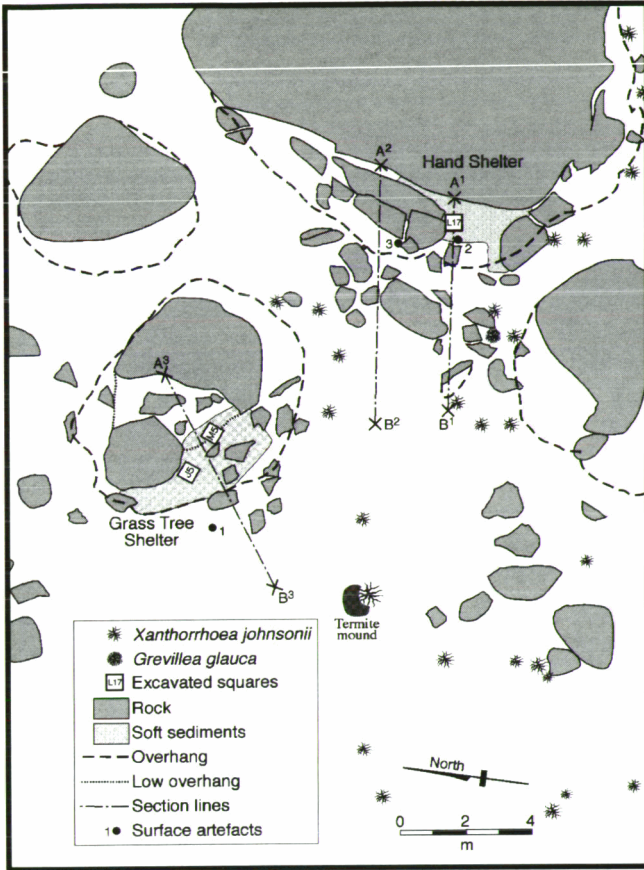 A²
Hand Shelter
A¹
L17
3
2
A³
M5
J5
B²
B¹
Grass Tree
Shelter
1
B³
Termite
mound
Xanthorrhoea johnsonii
Grevillea glauca
L17 Excavated squares
Rock
Soft sediments
Overhang
Low overhang
Section lines
1 Surface artefacts
North
0 2 4
m